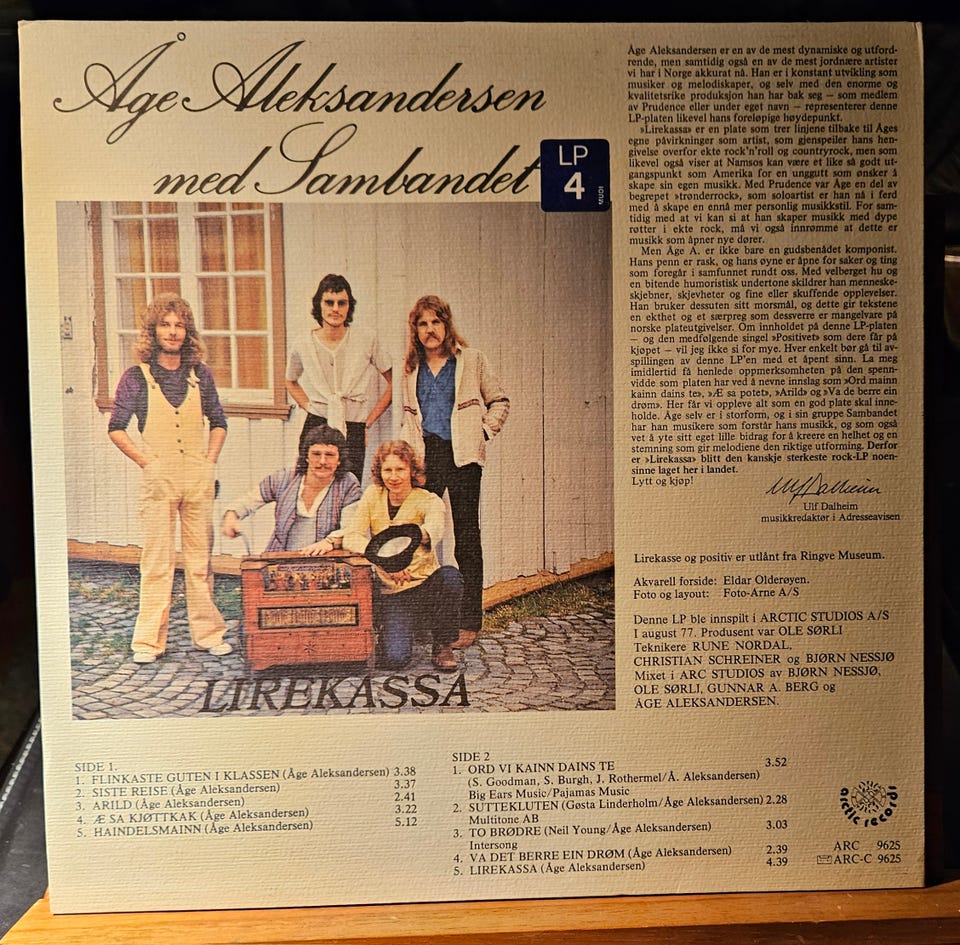 Åge Aleksandersen
med Sambandet
LP
4
MUDI
Åge Aleksandersen er en av de mest dynamiske og utford-
rende, men samtidig også en av de mest jordnære artister
vi har i Norge akkurat nå. Han er i konstant utvikling som
musiker og melodiskaper, og selv med den enorme og
kvalitetsrike produksjon han har bak seg — som medlem
av Prudence eller under eget navn — representerer denne
LP-platen likevel hans foreløpige høydepunkt.
»Lirekassa» er en plate som trer linjene tilbake til Åges
egne påvirkninger som artist, som gjenspeiler hans hen-
givelse overfor ekte rock'n'roll og countryrock, men som
likevel også viser at Namsos kan være et like så godt ut-
gangspunkt som Amerika for en unggutt som ønsker å
skape sin egen musikk. Med Prudence var Åge en del av
begrepet »trønderrock», som soloartist er han nå i ferd
med å skape en ennå mer personlig musikkstil. For sam-
tidig med at vi kan si at han skaper musikk med dype
røtter i ekte rock, må vi også innrømme at dette er
musikk som åpner nye dører.
Men Åge A. er ikke bare en gudsbenådet komponist.
Hans penn er rask, og hans øyne er åpne for saker og ting
som foregår i samfunnet rundt oss. Med velberget hu og
en bitende humoristisk undertone skildrer han menneske-
skjebner, skjevheter og fine eller skuffende opplevelser.
Han bruker dessuten sitt morsmål, og dette gir tekstene
en ekthet og et særpreg som dessverre er mangelvare på
norske plateutgivelser. Om innholdet på denne LP-platen
— og den medfølgende singel »Positivet» som dere får på
kjøpet — vil jeg ikke si for mye. Hver enkelt bør gå til av-
spillingen av denne LP'en med et åpent sinn. La meg
imidlertid få henlede oppmerksomheten på den spenn-
vidde som platen har ved å nevne innslag som »Ord mainn
kainn dains te», »Æ sa potet», »Arild» og »Va de berre ein
drøm». Her får vi oppleve alt som en god plate skal inne-
holde. Åge selv er i storform, og i sin gruppe Sambandet
har han musikere som forstår hans musikk, og som også
vet å yte sitt eget lille bidrag for å kreere en helhet og en
stemning som gir melodiene den riktige utforming. Derfor
er »Lirekassa» blitt den kanskje sterkeste rock-LP noen-
sinne laget her i landet.
Lytt og kjøp!
Ulf Dalheim
Ulf Dalheim
musikkredaktør i Adresseavisen
Lirekasse og positiv er utlånt fra Ringve Museum.
Akvarell forside: Eldar Olderøyen.
Foto og layout: Foto-Arne A/S
Denne LP ble innspilt i ARCTIC STUDIOS A/S
I august 77. Produsent var OLE SØRLI
Teknikere RUNE NORDAL,
CHRISTIAN SCHREINER og BJØRN NESSJØ
Mixet i ARC STUDIOS av BJØRN NESSJØ,
OLE SØRLI, GUNNAR A. BERG og
ÅGE ALEKSANDERSEN.
LIREKASSA
SIDE 1.
1. FLINKASTE GUTEN I KLASSEN (Åge Aleksandersen) 3.38
2. SISTE REISE (Åge Aleksandersen) 3.37
3. ARILD (Åge Aleksandersen) 2.41
4. Æ SA KJØTTKAK (Åge Aleksandersen) 3.22
5. HAINDELSMAINN (Åge Aleksandersen) 5.12
SIDE 2
1. ORD VI KAINN DAINS TE 3.52
(S. Goodman, S. Burgh, J. Rothermel/Å. Aleksandersen)
Big Ears Music/Pajamas Music
2. SUTTEKLUTEN (Gøsta Linderholm/Åge Aleksandersen) 2.28
Multitone AB
3. TO BRØDRE (Neil Young/Åge Aleksandersen) 3.03
Intersong
4. VA DET BERRE EIN DRØM (Åge Aleksandersen) 2.39
5. LIREKASSA (Åge Aleksandersen) 4.39
arctic records
ARC 9625
ARC-C 9625